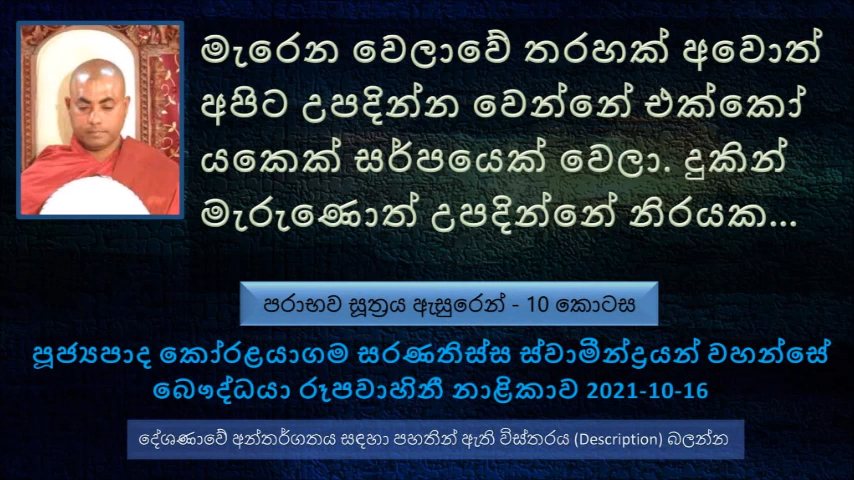 මැරෙන වෙලාවේ තරහක් අවොත්
අපිට උපදින්න වෙන්නේ එක්කෝ
යකෙක් සර්පයෙක් වෙලා. දුකින්
මැරුණොත් උපදින්නේ නිරයක...
පරාභව සූත්‍රය ඇසුරෙන් - 10 කොටස
පූජ්‍යපාද කෝරළයාගම සරණතිස්ස ස්වාමීන්ද්‍රයන් වහන්සේ
බෞද්ධයා රූපවාහිනී නාළිකාව 2021-10-16
දේශණාවේ අන්තර්ගතය සඳහා පහතින් ඇති විස්තරය (Description) බලන්න